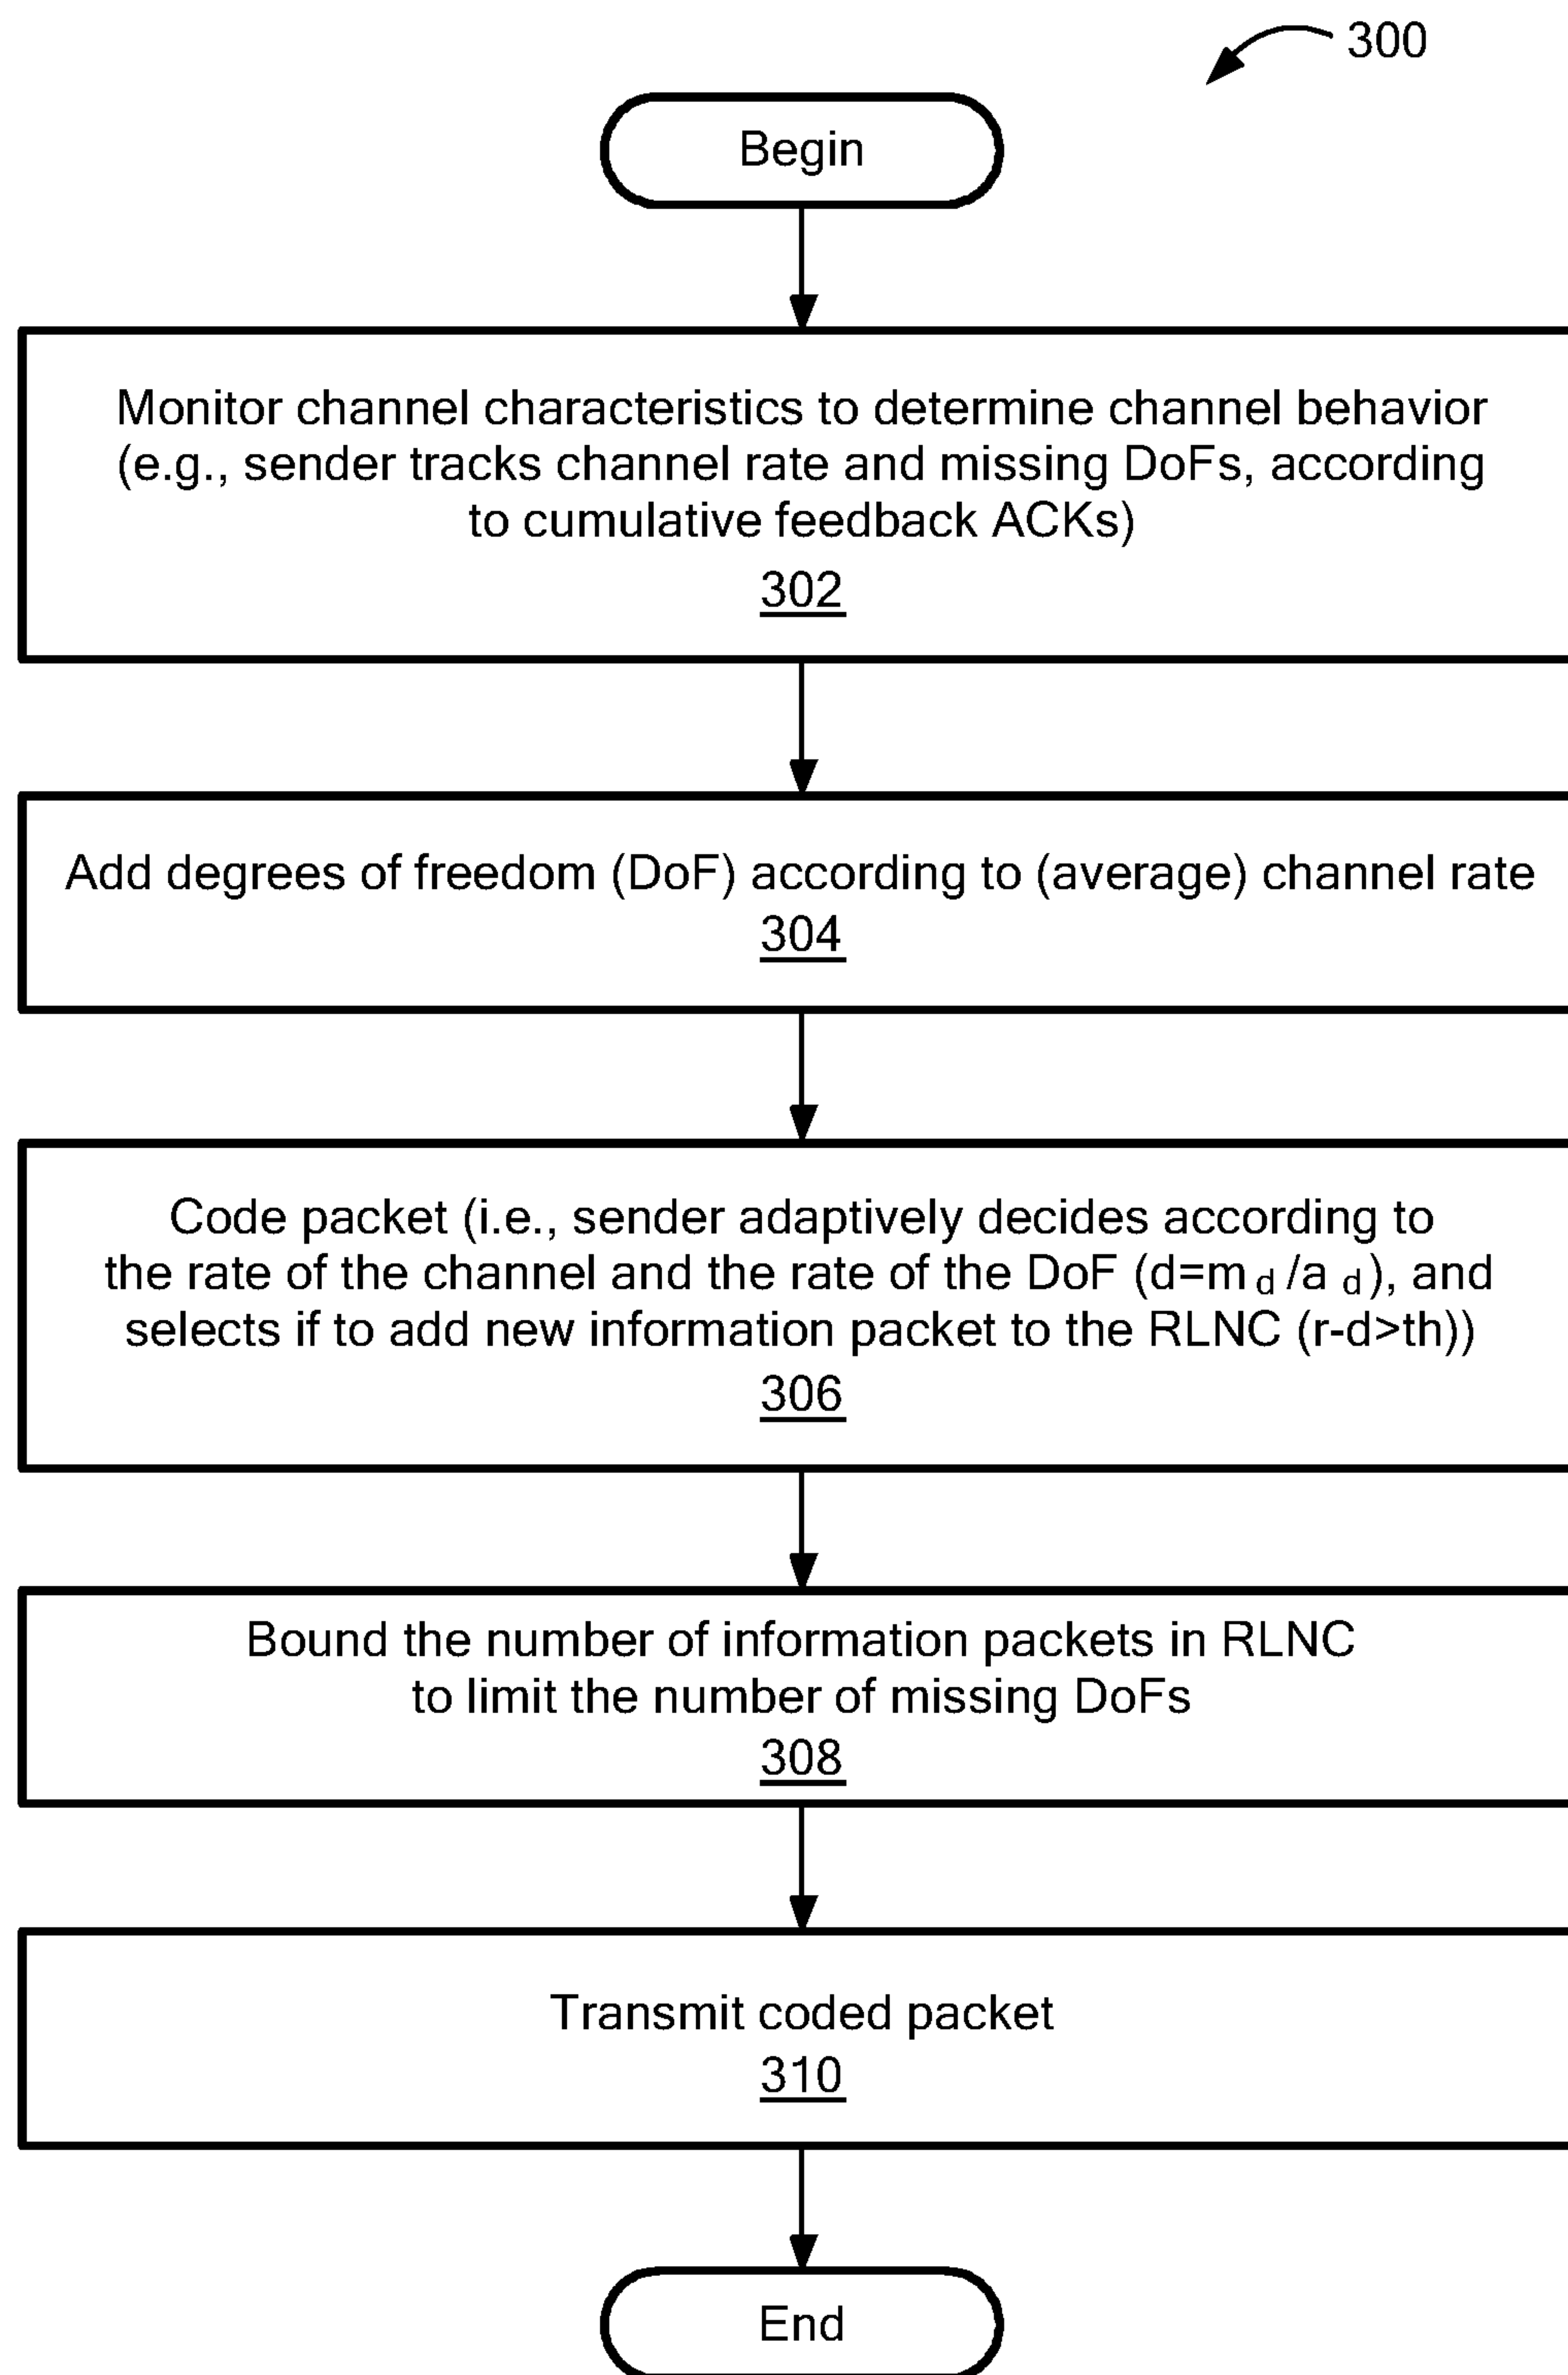 300
Begin
Monitor channel characteristics to determine channel behavior
(e.g., sender tracks channel rate and missing DoFs, according
to cumulative feedback ACKs)
302
Add degrees of freedom (DoF) according to (average) channel rate
304
Code packet (i.e., sender adaptively decides according to
the rate of the channel and the rate of the DoF (d=m d /a d), and
selects if to add new information packet to the RLNC (r-d>th))
306
Bound the number of information packets in RLNC
to limit the number of missing DoFs
308
Transmit coded packet
310
End